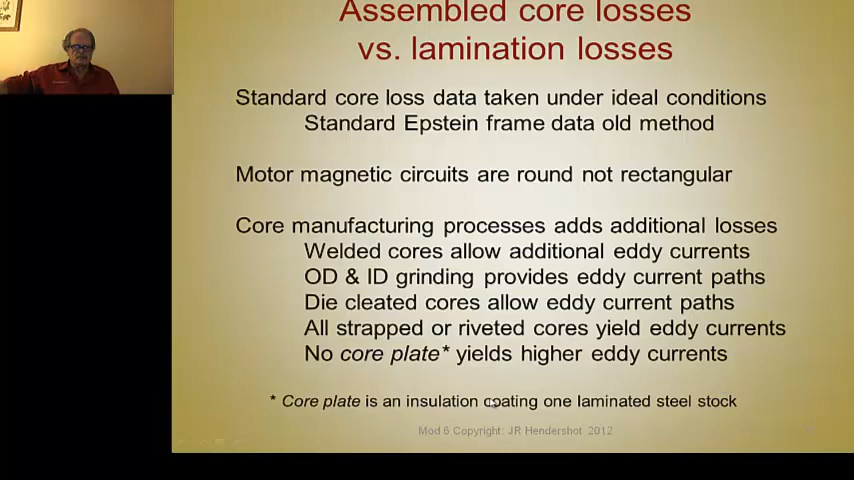 Assembled core losses
vs. lamination losses
Standard core loss data taken under ideal conditions
Standard Epstein frame data old method
Motor magnetic circuits are round not rectangular
Core manufacturing processes adds additional losses
Welded cores allow additional eddy currents
OD & ID grinding provides eddy current paths
Die cleated cores allow eddy current paths
All strapped or riveted cores yield eddy currents
No core plate* yields higher eddy currents
* Core plate is an insulation coating one laminated steel stock
Mod 6 Copyright: JR Hendershot 2012